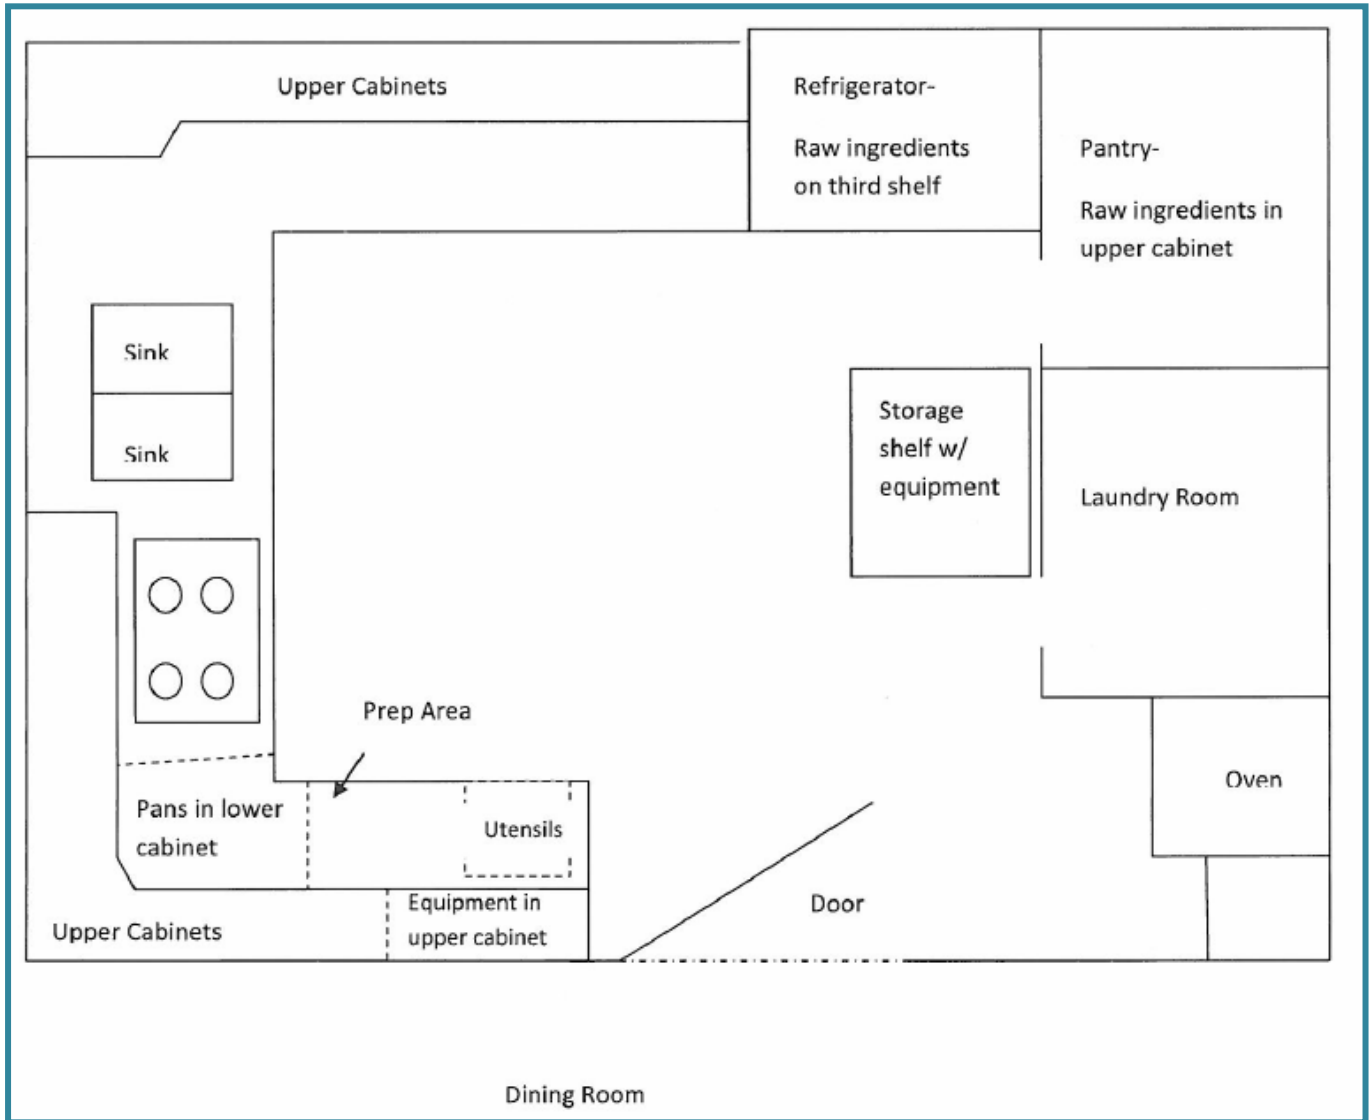 Upper Cabinets
Refrigerator-
Raw ingredients
on third shelf
Pantry-
Raw ingredients in
upper cabinet
Sink
Sink
Storage
shelf w/
equipment
Laundry Room
Prep Area
Pans in lower
cabinet
Utensils
Oven
Equipment in
upper cabinet
Upper Cabinets
Door
Dining Room